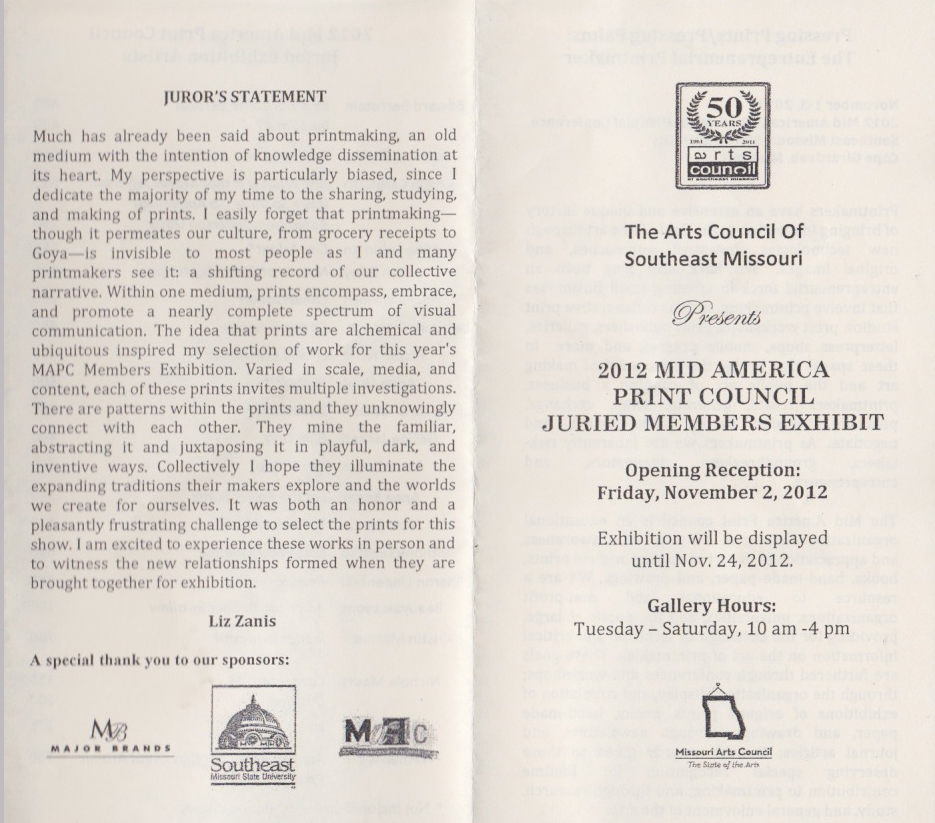 JUROR'S STATEMENT
Much has already been said about printmaking, an old
medium with the intention of knowledge dissemination at
its heart. My perspective is particularly biased, since I
dedicate the majority of my time to the sharing, studying,
and making of prints. I easily forget that printmaking—
though it permeates our culture, from grocery receipts to
Goya—is invisible to most people as I and many
printmakers see it: a shifting record of our collective
narrative. Within one medium, prints encompass, embrace,
and promote a nearly complete spectrum of visual
communication. The idea that prints are alchemical and
ubiquitous inspired my selection of work for this year's
MAPC Members Exhibition. Varied in scale, media, and
content, each of these prints invites multiple investigations.
There are patterns within the prints and they unknowingly
connect with each other. They mine the familiar,
abstracting it and juxtaposing it in playful, dark, and
inventive ways. Collectively I hope they illuminate the
expanding traditions their makers explore and the worlds
we create for ourselves. It was both an honor and a
pleasantly frustrating challenge to select the prints for this
show. I am excited to experience these works in person and
to witness the new relationships formed when they are
brought together for exhibition.
Liz Zanis
A special thank you to our sponsors:
MB
MAJOR BRANDS
Southeast
Missouri State University
MAPC
50
YEARS
1961 2011
arts
council
of southeast missouri
The Arts Council Of
Southeast Missouri
Presents
2012 MID AMERICA
PRINT COUNCIL
JURIED MEMBERS EXHIBIT
Opening Reception:
Friday, November 2, 2012
Exhibition will be displayed
until Nov. 24, 2012.
Gallery Hours:
Tuesday – Saturday, 10 am -4 pm
Missouri Arts Council
The State of the Arts